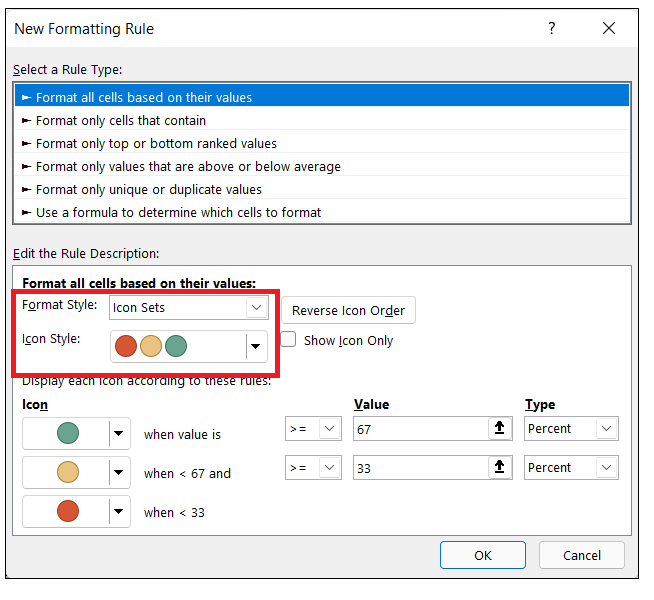 New Formatting Rule ?
Select a Rule Type:
► Format all cells based on their values
► Format only cells that contain
► Format only top or bottom ranked values
► Format only values that are above or below average
► Format only unique or duplicate values
► Use a formula to determine which cells to format
Edit the Rule Description:
Format all cells based on their values:
Format Style: Icon Sets Reverse Icon Order
Icon Style: Show Icon Only
Display each icon according to these rules:
Icon Value Type
when value is >= 67 Percent
when < 67 and >= 33 Percent
when < 33
OK Cancel